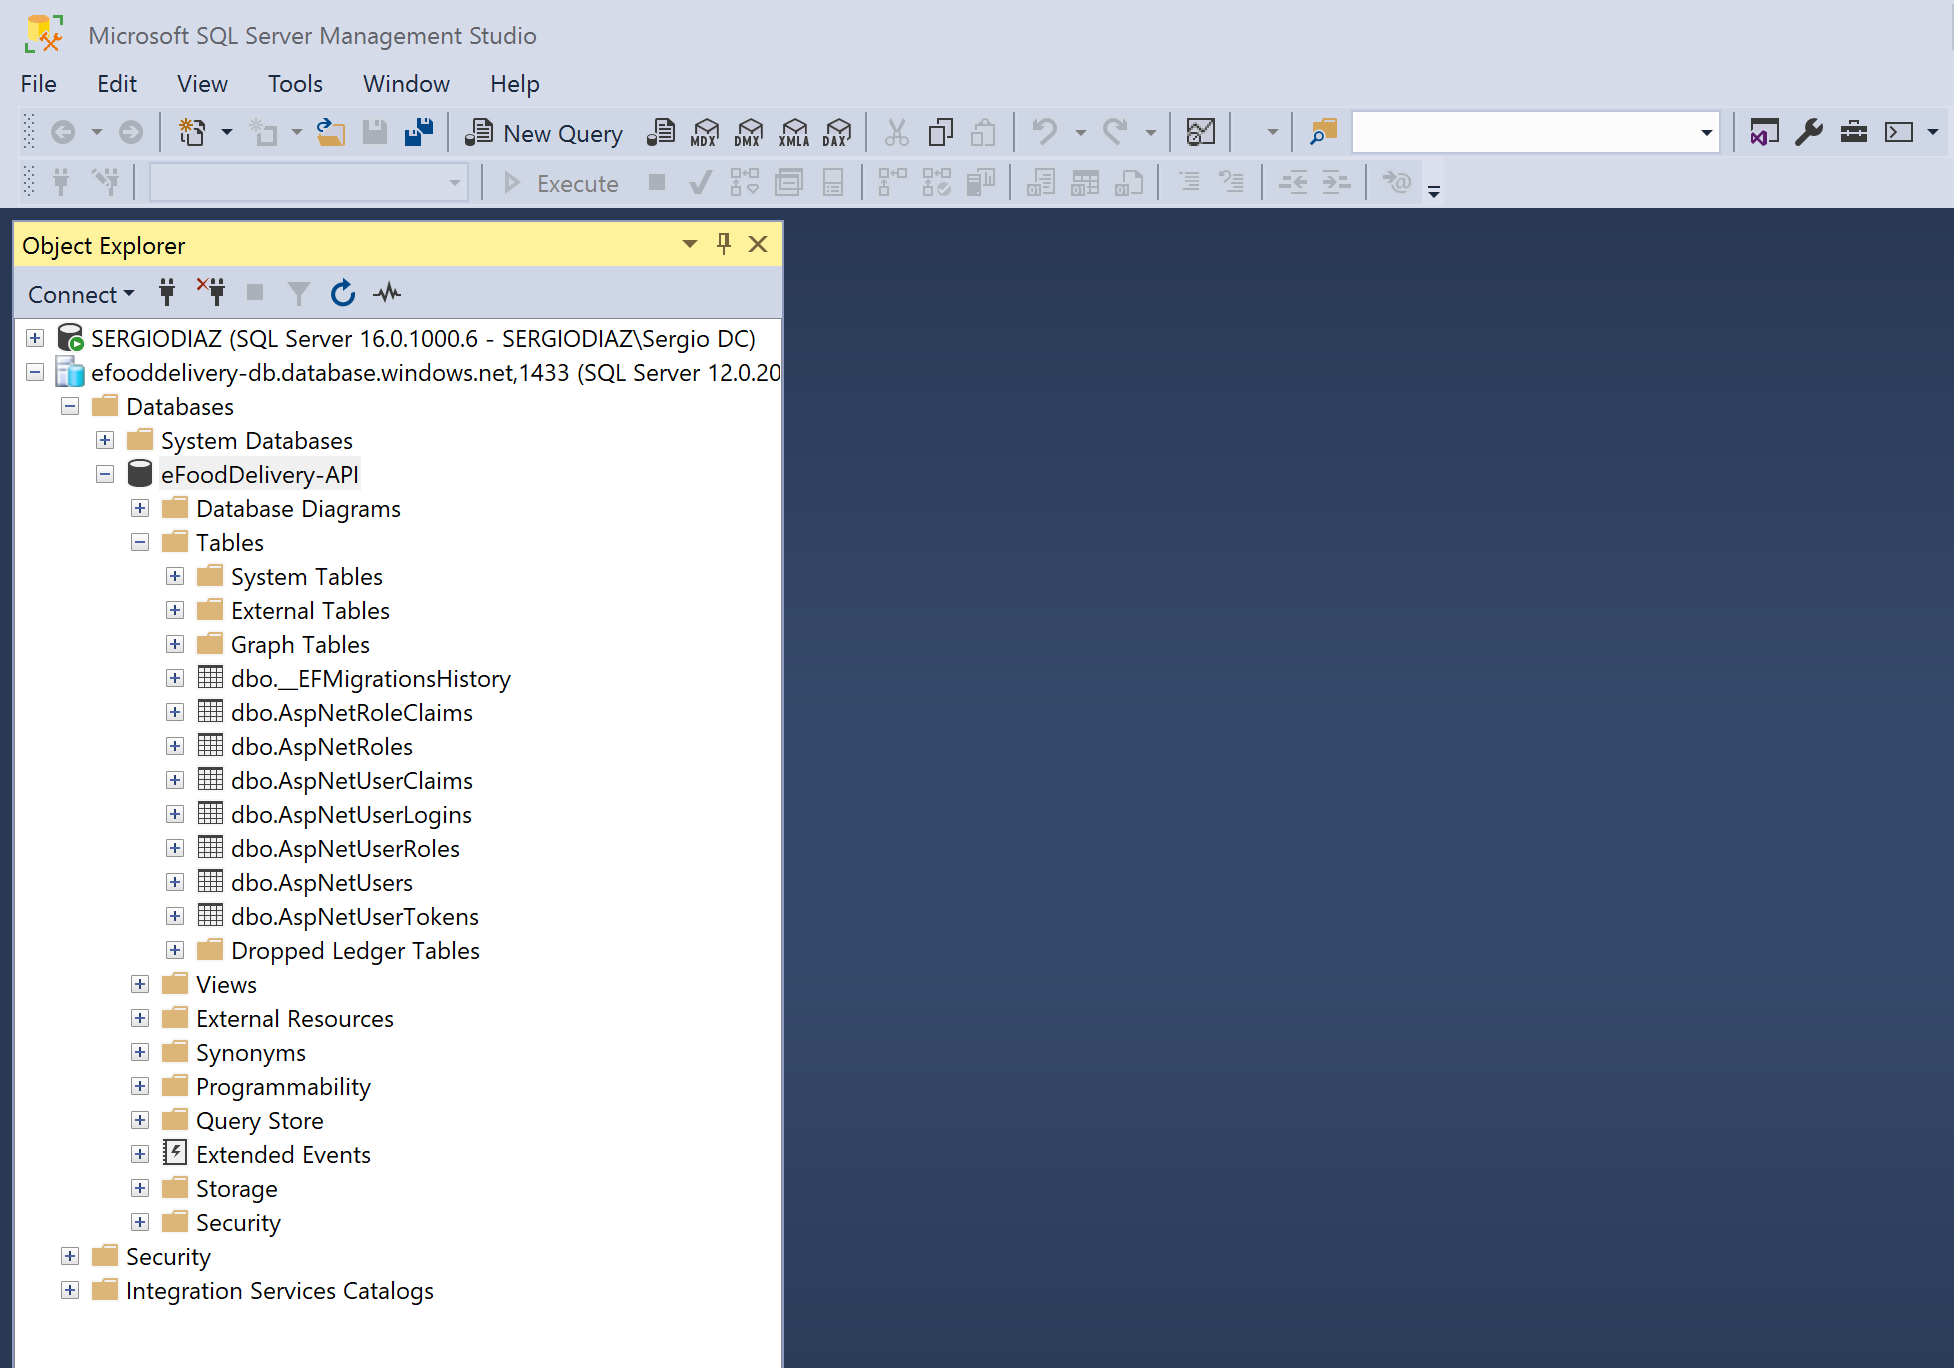 Microsoft SQL Server Management Studio
File Edit View Tools Window Help
New Query MDX DMX XMLA DAX
Execute
Object Explorer
Connect
SERGIODIAZ (SQL Server 16.0.1000.6 - SERGIODIAZ\Sergio DC)
efooddelivery-db.database.windows.net,1433 (SQL Server 12.0.20
Databases
System Databases
eFoodDelivery-API
Database Diagrams
Tables
System Tables
External Tables
Graph Tables
dbo.__EFMigrationsHistory
dbo.AspNetRoleClaims
dbo.AspNetRoles
dbo.AspNetUserClaims
dbo.AspNetUserLogins
dbo.AspNetUserRoles
dbo.AspNetUsers
dbo.AspNetUserTokens
Dropped Ledger Tables
Views
External Resources
Synonyms
Programmability
Query Store
Extended Events
Storage
Security
Security
Integration Services Catalogs